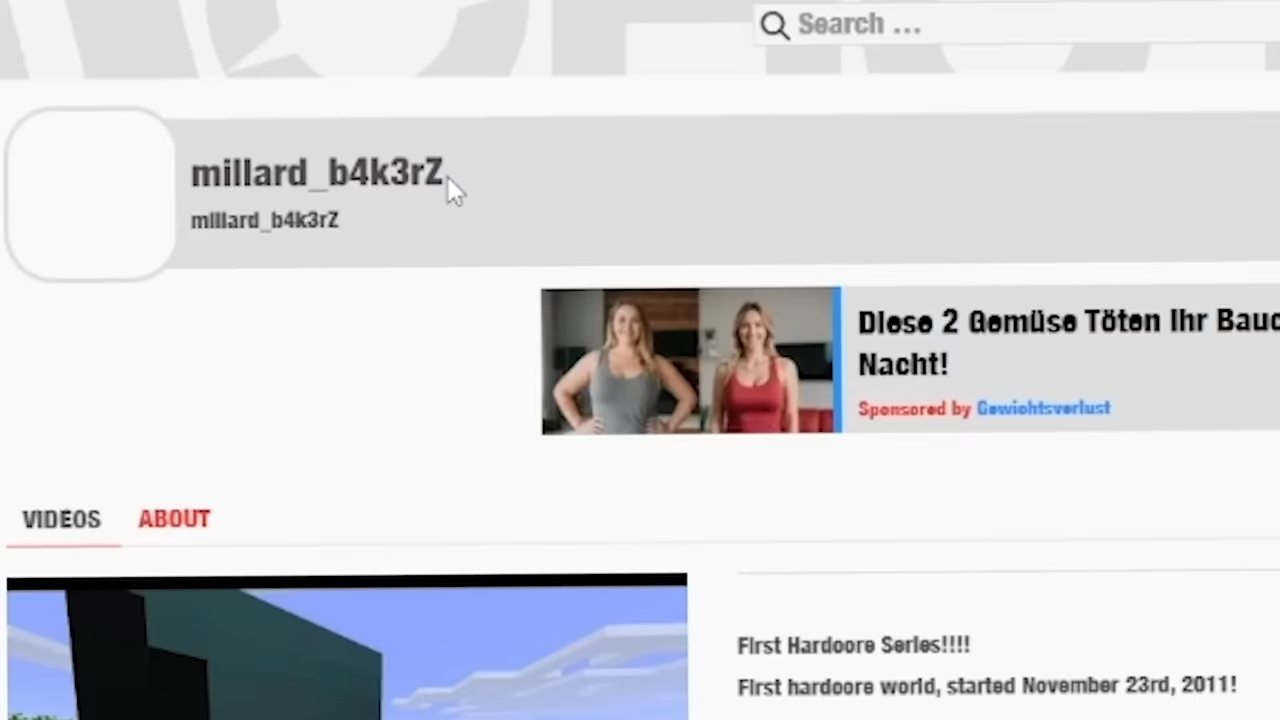 Search ...
millard_b4k3rZ
millard_b4k3rZ
Diese 2 Gemüse Töten Ihr Bauc
Nacht!
Sponsored by Gewichtsverlust
VIDEOS ABOUT
First Hardcore Series!!!!
First hardcore world, started November 23rd, 2011!